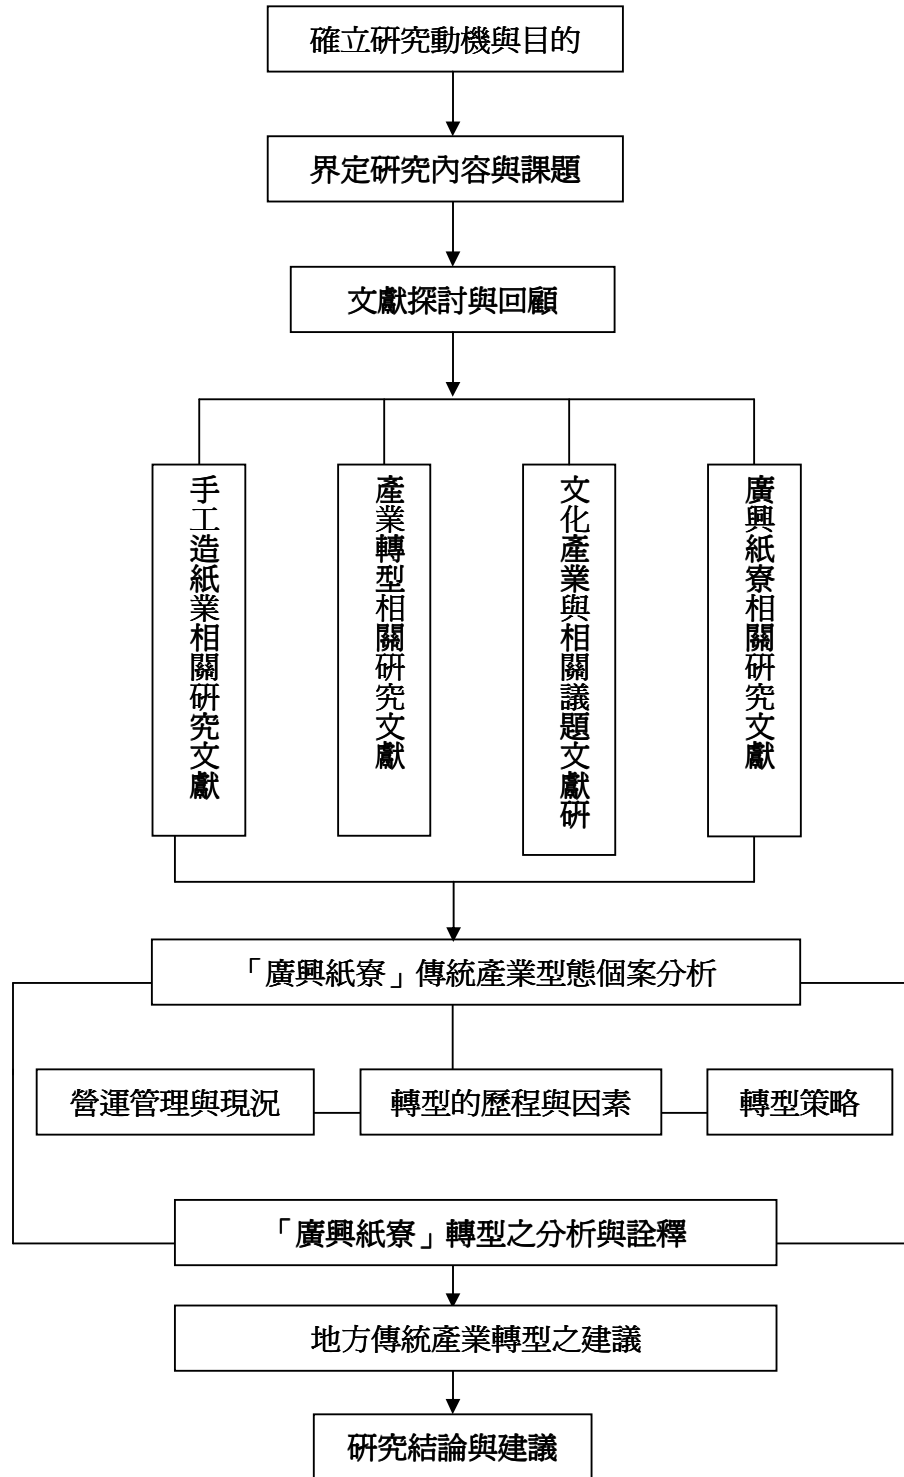 確立研究動機與目的
界定研究內容與課題
文獻探討與回顧
手工造紙業相關研究文獻
產業轉型相關研究文獻
文化產業與相關議題文獻研
廣興紙寮相關研究文獻
「廣興紙寮」傳統產業型態個案分析
營運管理與現況
轉型的歷程與因素
轉型策略
「廣興紙寮」轉型之分析與詮釋
地方傳統產業轉型之建議
研究結論與建議